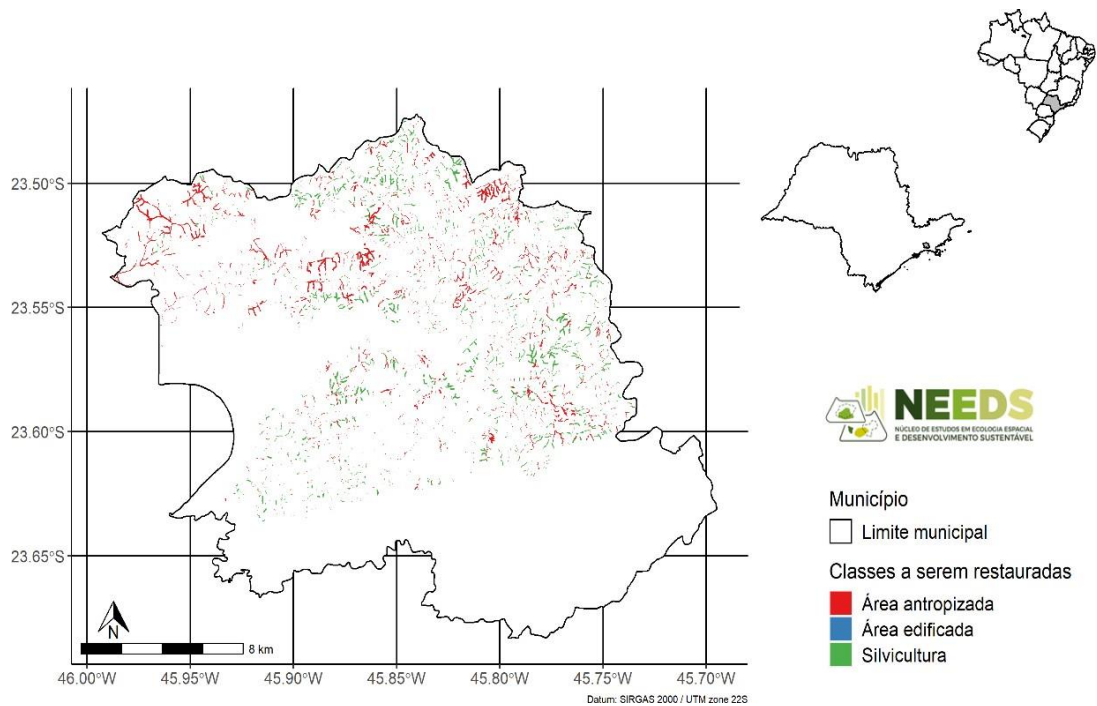 23.50°S
23.55°S
23.60°S
23.65°S
N
8 km
46.00°W 45.95°W 45.90°W 45.85°W 45.80°W 45.75°W 45.70°W
Datum: SIRGAS 2000 / UTM zone 22S
NEEDS
NÚCLEO DE ESTUDOS EM ECOLOGIA ESPACIAL
E DESENVOLVIMENTO SUSTENTÁVEL
Município
Limite municipal
Classes a serem restauradas
Área antropizada
Área edificada
Silvicultura